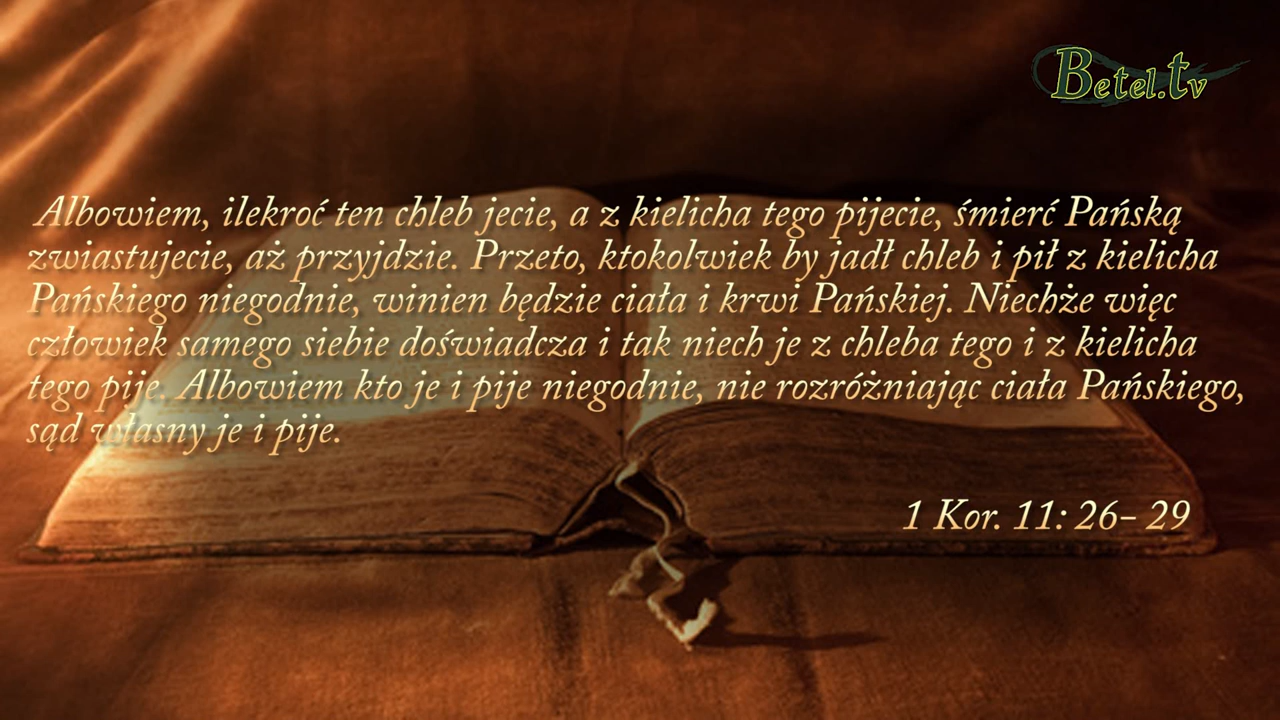 Betel.tv
Albowiem, ilekroć ten chleb jecie, a z kielicha tego pijecie, śmierć Pańską
zwiastujecie, aż przyjdzie. Przeto, ktokolwiek by jadł chleb i pił z kielicha
Pańskiego niegodnie, winien będzie ciała i krwi Pańskiej. Niechże więc
człowiek samego siebie doświadcza i tak niech je z chleba tego i z kielicha
tego pije. Albowiem kto je i pije niegodnie, nie rozróżniając ciała Pańskiego,
sąd własny je i pije.
1 Kor. 11: 26- 29